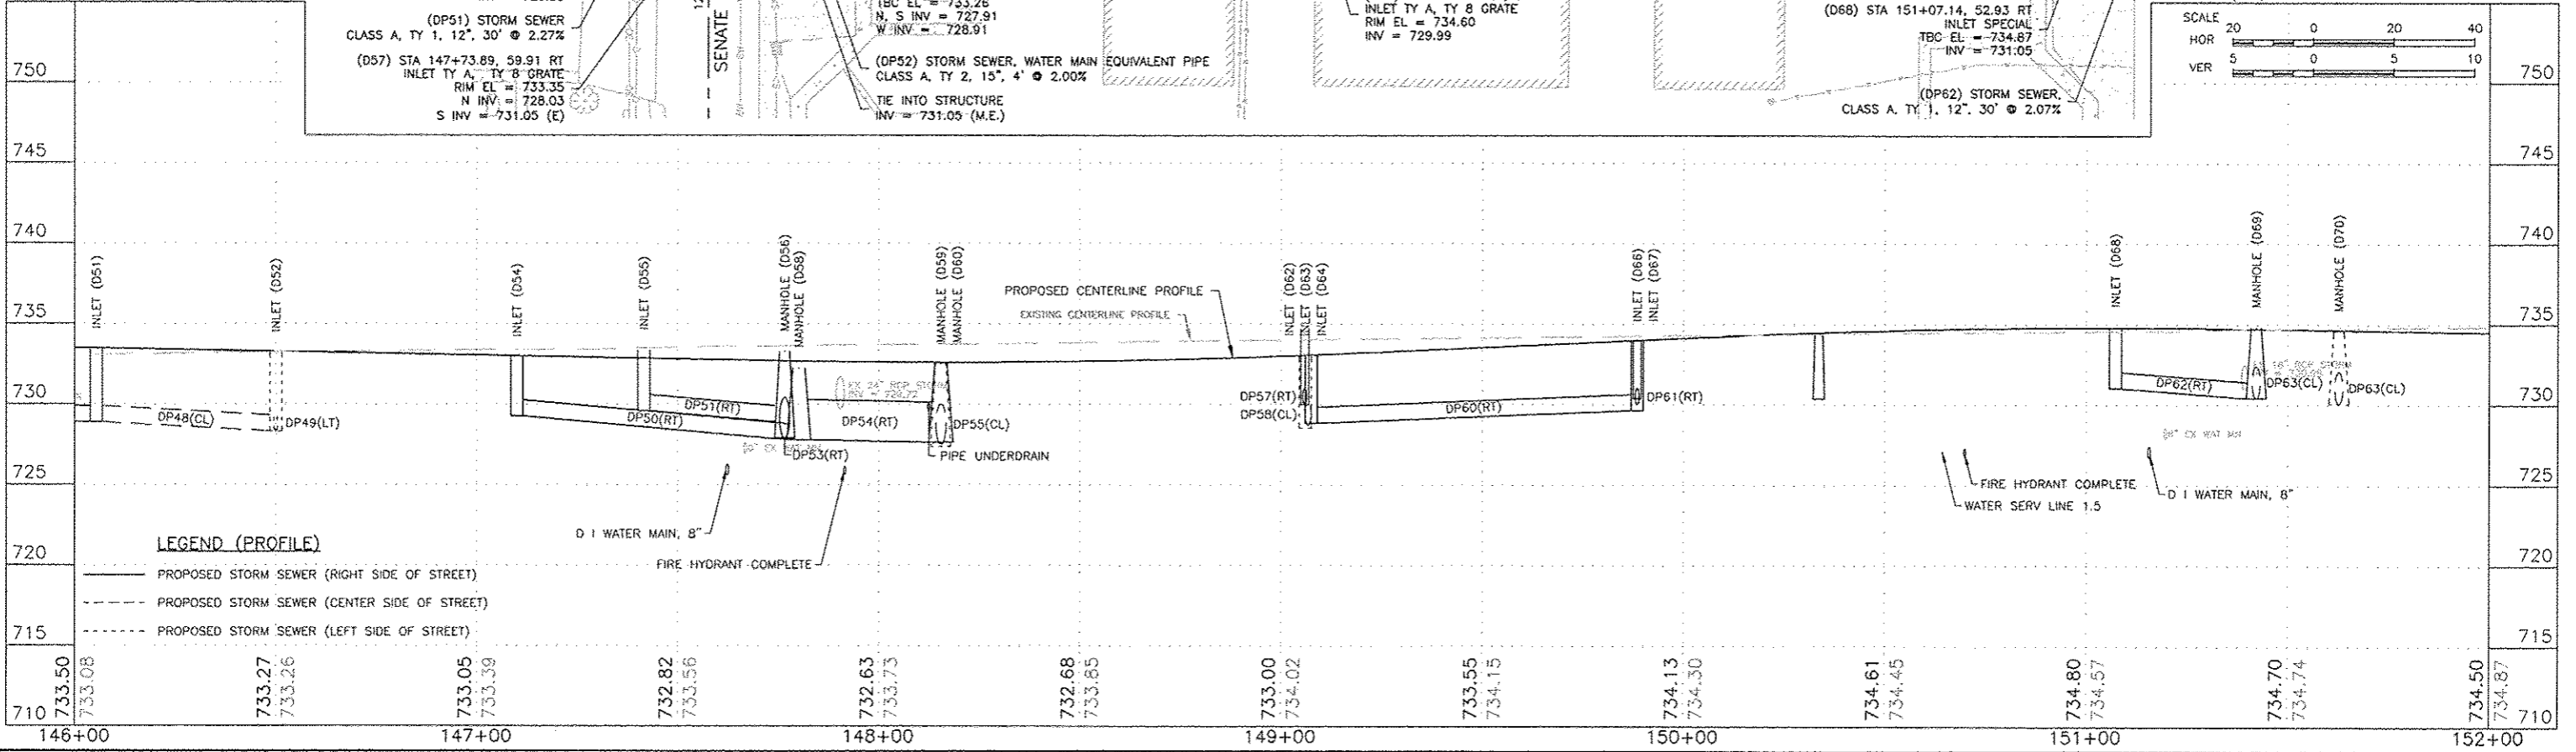 (DP51) STORM SEWER
CLASS A, TY 1, 12", 30' @ 2.27%
(D57) STA 147+73.89, 59.91 RT
INLET TY A, TY 8 GRATE
RIM EL = 733.35
N INV = 728.03
S INV = 731.05 (E)
SENATE
TBC EL = 733.26
N, S INV = 727.91
W INV = 728.91
(DP52) STORM SEWER, WATER MAIN EQUIVALENT PIPE
CLASS A, TY 2, 15", 4' @ 2.00%
TIE INTO STRUCTURE
INV = 731.05 (M.E.)
INLET TY A, TY 8 GRATE
RIM EL = 734.60
INV = 729.99
(D68) STA 151+07.14, 52.93 RT
INLET SPECIAL
TBC EL = 734.87
INV = 731.05
(DP62) STORM SEWER,
CLASS A, TY 1, 12", 30' @ 2.07%
SCALE
HOR
20 0 20 40
VER
5 0 5 10
750
745
740
735
730
725
720
715
710
750
745
740
735
730
725
720
715
710
INLET (D51)
INLET (D52)
INLET (D54)
INLET (D55)
MANHOLE (D56)
MANHOLE (D58)
MANHOLE (D59)
MANHOLE (D60)
INLET (D62)
INLET (D63)
INLET (D64)
INLET (D66)
INLET (D67)
INLET (D68)
MANHOLE (D69)
MANHOLE (D70)
PROPOSED CENTERLINE PROFILE
EXISTING CENTERLINE PROFILE
DP48(CL)
DP49(LT)
DP50(RT)
DP51(RT)
DP53(RT)
EX 24" RCP STORM
DP54(RT)
DP55(CL)
PIPE UNDERDRAIN
DP57(RT)
DP58(CL)
DP60(RT)
DP61(RT)
DP62(RT)
DP63(CL)
DP63(CL)
D I WATER MAIN, 8"
FIRE HYDRANT COMPLETE
FIRE HYDRANT COMPLETE
WATER SERV LINE 1.5
D I WATER MAIN, 8"
LEGEND (PROFILE)
PROPOSED STORM SEWER (RIGHT SIDE OF STREET)
PROPOSED STORM SEWER (CENTER SIDE OF STREET)
PROPOSED STORM SEWER (LEFT SIDE OF STREET)
733.50
733.08
733.27
733.26
733.05
733.39
732.82
733.56
732.63
733.73
732.68
733.85
733.00
734.02
733.55
734.15
734.13
734.30
734.61
734.45
734.80
734.57
734.70
734.74
734.50
734.87
146+00
147+00
148+00
149+00
150+00
151+00
152+00